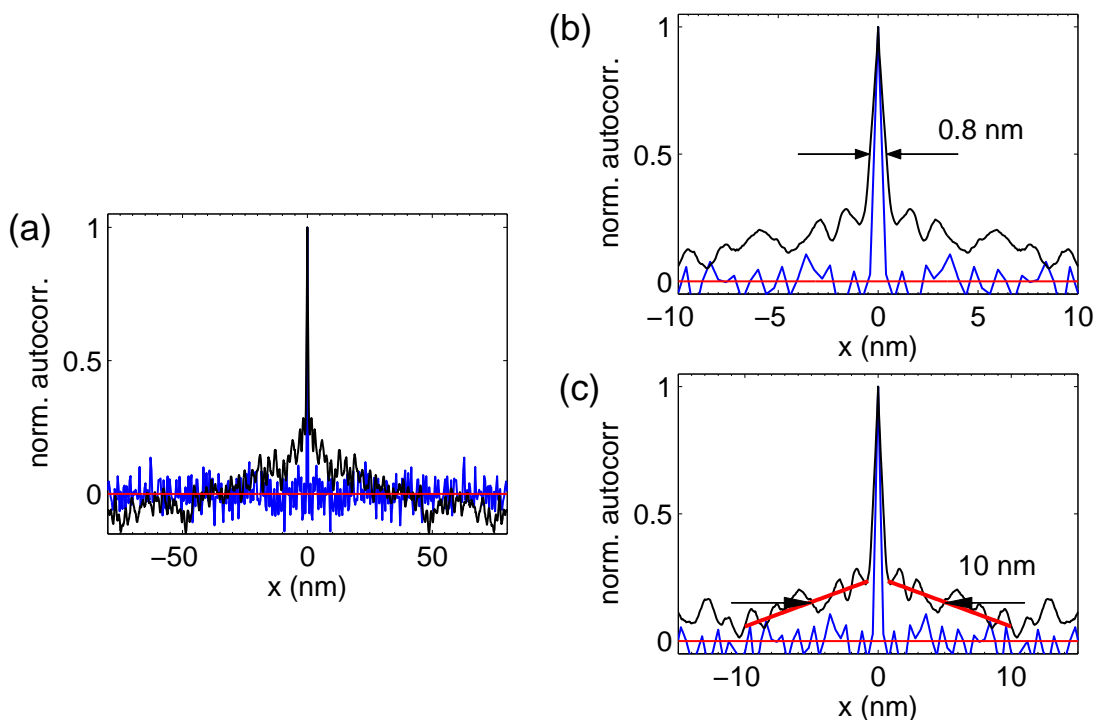 (a)
norm. autocorr.
1
0.5
0
−50
0
50
x (nm)
(b)
norm. autocorr.
1
0.5
0
0.8 nm
−10
−5
0
5
10
x (nm)
(c)
norm. autocorr
1
0.5
0
10 nm
−10
0
10
x (nm)